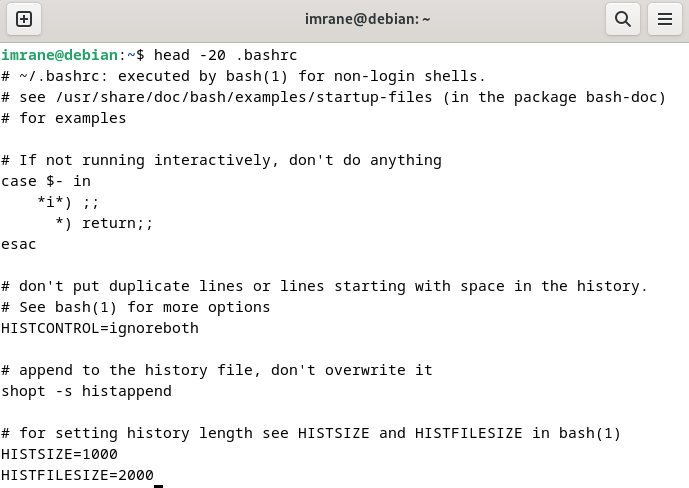 imrane@debian: ~
imrane@debian:~$ head -20 .bashrc
# ~/.bashrc: executed by bash(1) for non-login shells.
# see /usr/share/doc/bash/examples/startup-files (in the package bash-doc)
# for examples

# If not running interactively, don't do anything
case $- in
    *i*) ;;
      *) return;;
esac

# don't put duplicate lines or lines starting with space in the history.
# See bash(1) for more options
HISTCONTROL=ignoreboth

# append to the history file, don't overwrite it
shopt -s histappend

# for setting history length see HISTSIZE and HISTFILESIZE in bash(1)
HISTSIZE=1000
HISTFILESIZE=2000